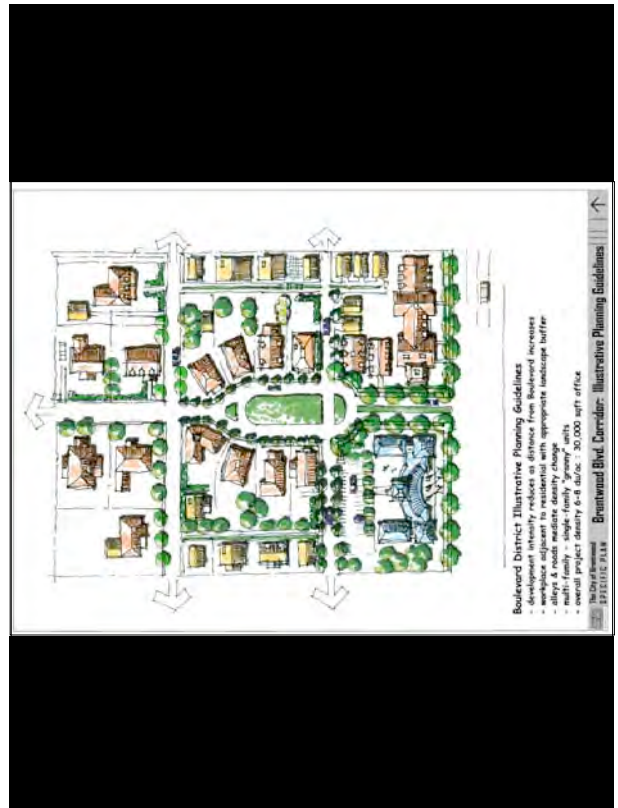 Boulevard District Illustrative Planning Guidelines
- development intensity reduces as distance from Boulevard increases
- workplace adjacent to residential with appropriate landscape buffer
- alleys & roads mediate density change
- multi-family - single-family "granny" units
- overall project density 6-8 du/ac : 30,000 sqft office
The City of Brentwood
SPECIFIC PLAN
Brentwood Blvd. Corridor: Illustrative Planning Guidelines